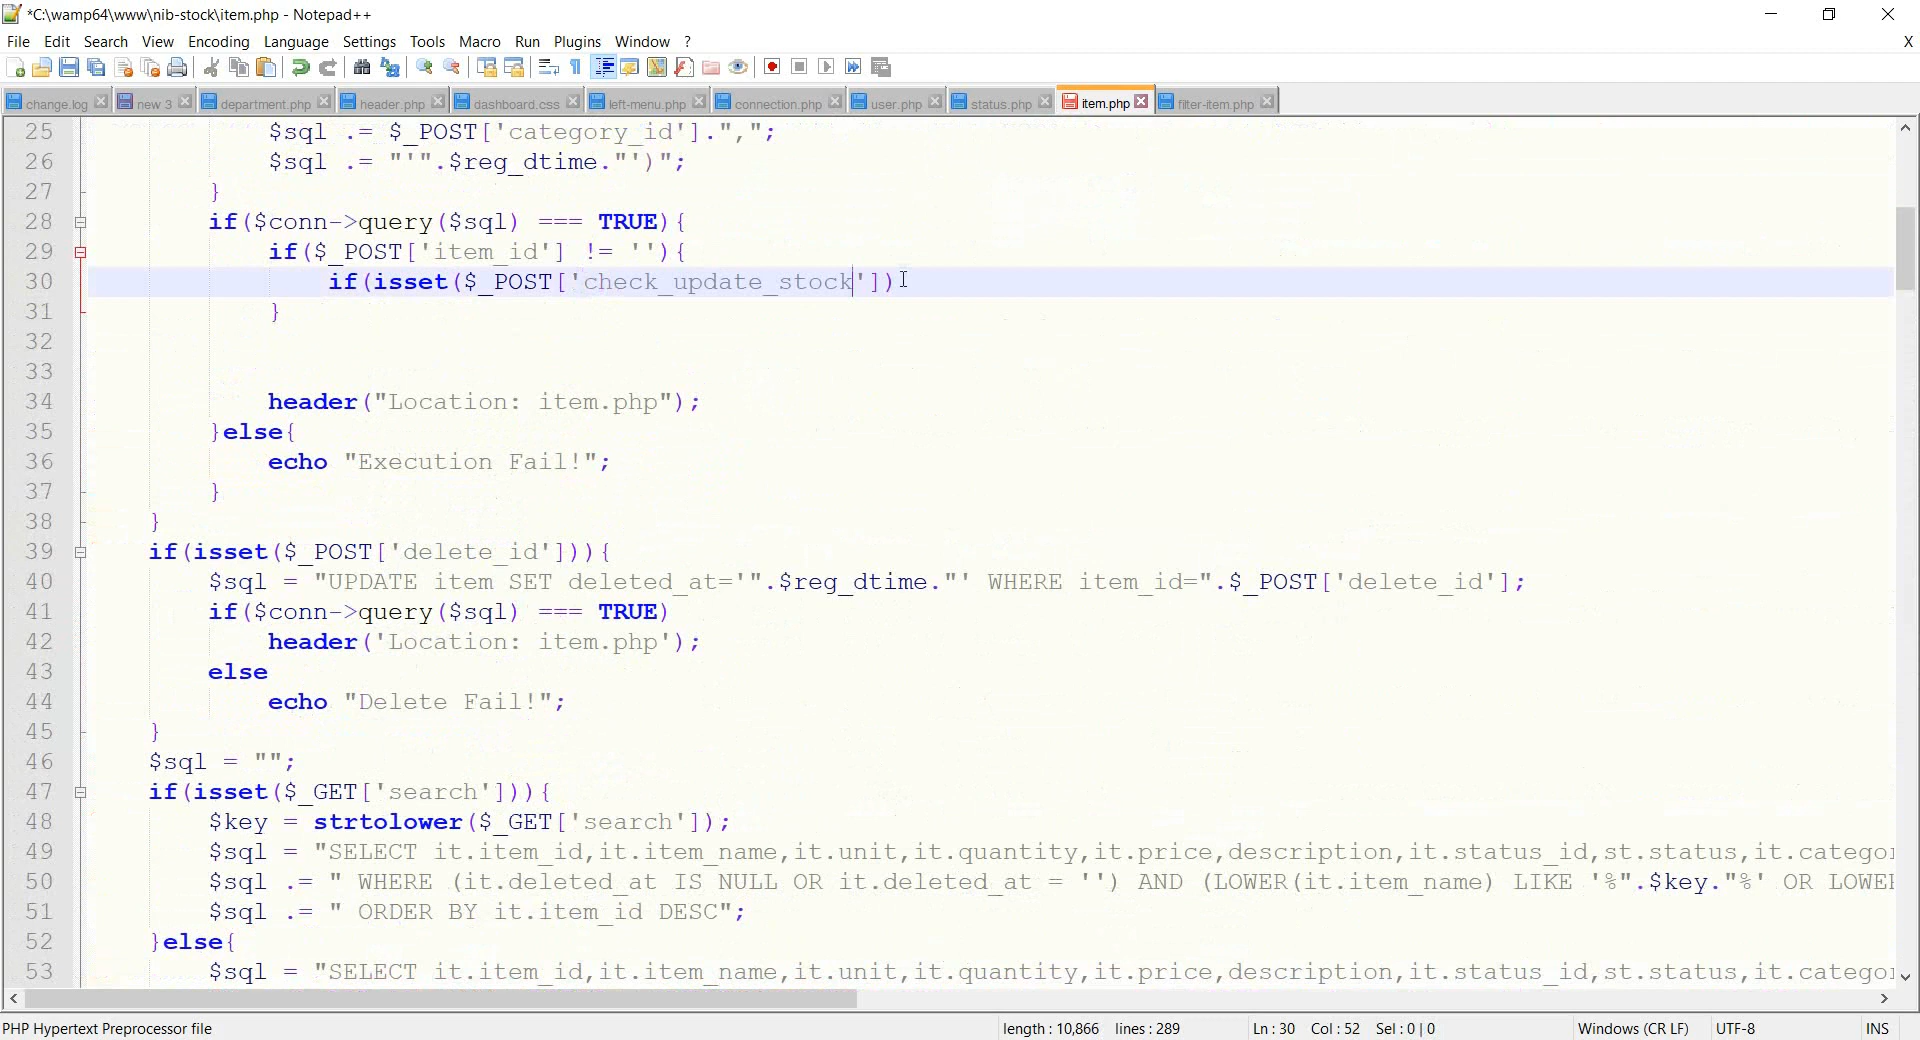 *C:\wamp64\www\nib-stock\item.php - Notepad++
File Edit Search View Encoding Language Settings Tools Macro Run Plugins Window ? X
change.log new 3 department.php header.php dashboard.css left-menu.php connection.php user.php status.php item.php filter-item.php
25 $sql .= $_POST['category_id'].",";
26 $sql .= "'".$reg_dtime."')";
27 }
28 if($conn->query($sql) === TRUE){
29 if($_POST['item_id'] != ''){
30 if(isset($_POST['check_update_stock'])
31 }
32
33
34 header("Location: item.php");
35 }else{
36 echo "Execution Fail!";
37 }
38 }
39 if(isset($_POST['delete_id'])){
40 $sql = "UPDATE item SET deleted_at='".$reg_dtime."' WHERE item_id=".$_POST['delete_id'];
41 if($conn->query($sql) === TRUE)
42 header('Location: item.php');
43 else
44 echo "Delete Fail!";
45 }
46 $sql = "";
47 if(isset($_GET['search'])){
48 $key = strtolower($_GET['search']);
49 $sql = "SELECT it.item_id,it.item_name,it.unit,it.quantity,it.price,description,it.status_id,st.status,it.catego
50 $sql .= " WHERE (it.deleted_at IS NULL OR it.deleted_at = '') AND (LOWER(it.item_name) LIKE '%".$key."%' OR LOWE
51 $sql .= " ORDER BY it.item_id DESC";
52 }else{
53 $sql = "SELECT it.item_id,it.item_name,it.unit,it.quantity,it.price,description,it.status_id,st.status,it.catego
PHP Hypertext Preprocessor file length : 10,866 lines : 289 Ln : 30 Col : 52 Sel : 0 | 0 Windows (CR LF) UTF-8 INS